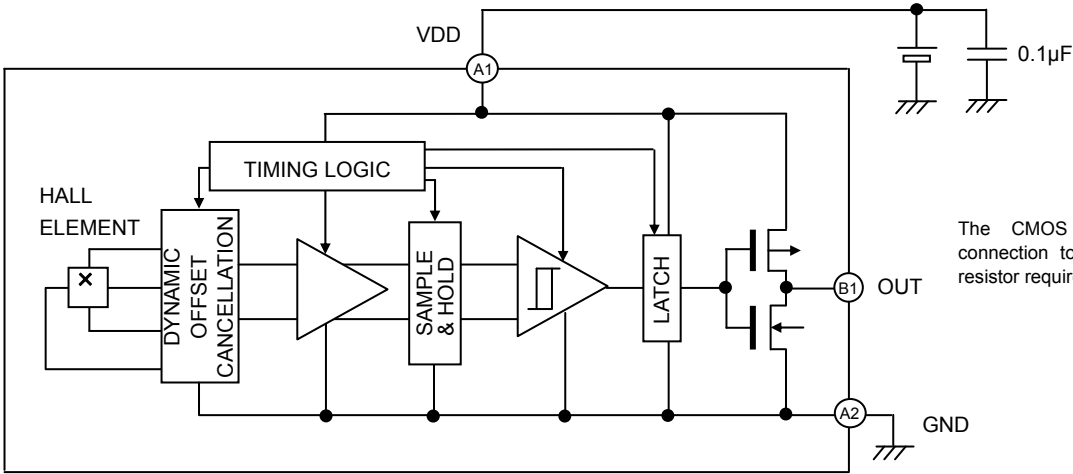 VDD
A1
0.1µF
TIMING LOGIC
HALL
ELEMENT
DYNAMIC
OFFSET
CANCELLATION
×
SAMPLE
& HOLD
LATCH
B1
OUT
The CMOS
connection to
resistor
A2
GND